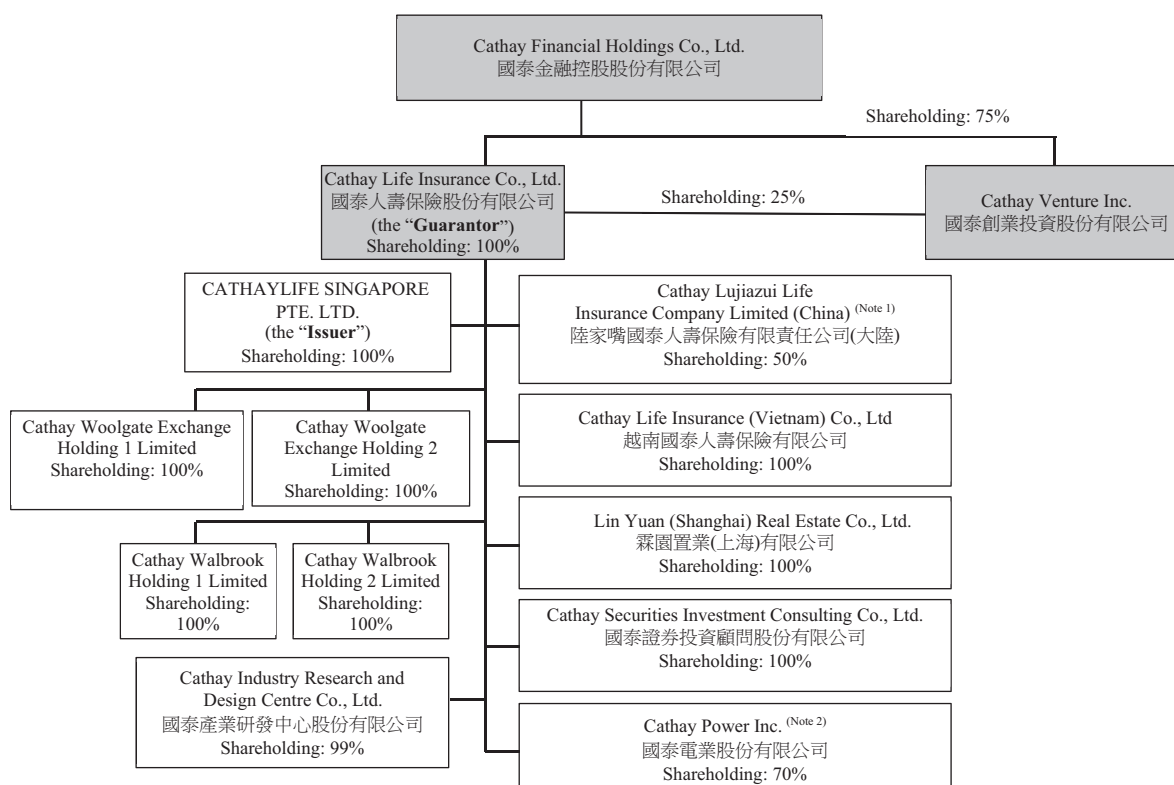 Cathay Financial Holdings Co., Ltd.
國泰金融控股股份有限公司
Shareholding: 75%
Cathay Life Insurance Co., Ltd.
國泰人壽保險股份有限公司
(the “Guarantor”)
Shareholding: 100%
Shareholding: 25%
Cathay Venture Inc.
國泰創業投資股份有限公司
CATHAYLIFE SINGAPORE
PTE. LTD.
(the “Issuer”)
Shareholding: 100%
Cathay Lujiazui Life
Insurance Company Limited (China) (Note 1)
陸家嘴國泰人壽保險有限責任公司(大陸)
Shareholding: 50%
Cathay Woolgate Exchange
Holding 1 Limited
Shareholding: 100%
Cathay Woolgate
Exchange Holding 2
Limited
Shareholding: 100%
Cathay Life Insurance (Vietnam) Co., Ltd
越南國泰人壽保險有限公司
Shareholding: 100%
Lin Yuan (Shanghai) Real Estate Co., Ltd.
霖園置業(上海)有限公司
Shareholding: 100%
Cathay Walbrook
Holding 1 Limited
Shareholding:
100%
Cathay Walbrook
Holding 2 Limited
Shareholding:
100%
Cathay Securities Investment Consulting Co., Ltd.
國泰證券投資顧問股份有限公司
Shareholding: 100%
Cathay Industry Research and
Design Centre Co., Ltd.
國泰產業研發中心股份有限公司
Shareholding: 99%
Cathay Power Inc. (Note 2)
國泰電業股份有限公司
Shareholding: 70%